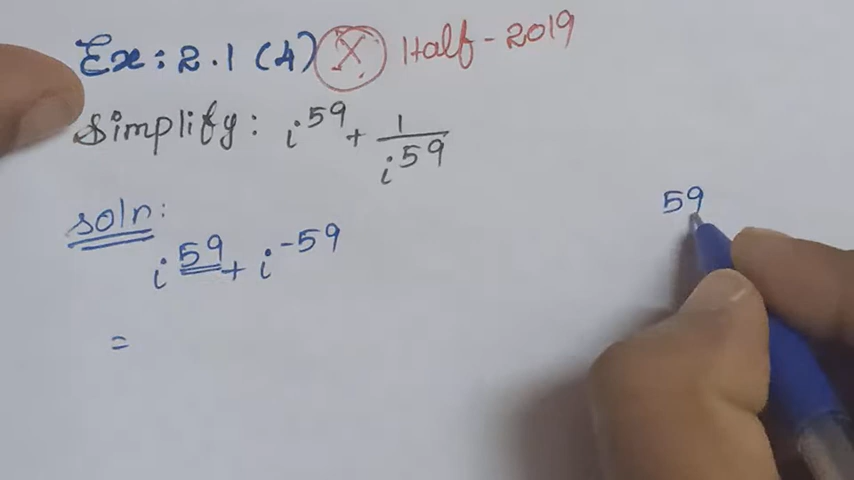 Ex: 2.1 (4) X Half - 2019
Simplify: i^59 + 1/i^59
soln:
i^59 + i^-59
59
=